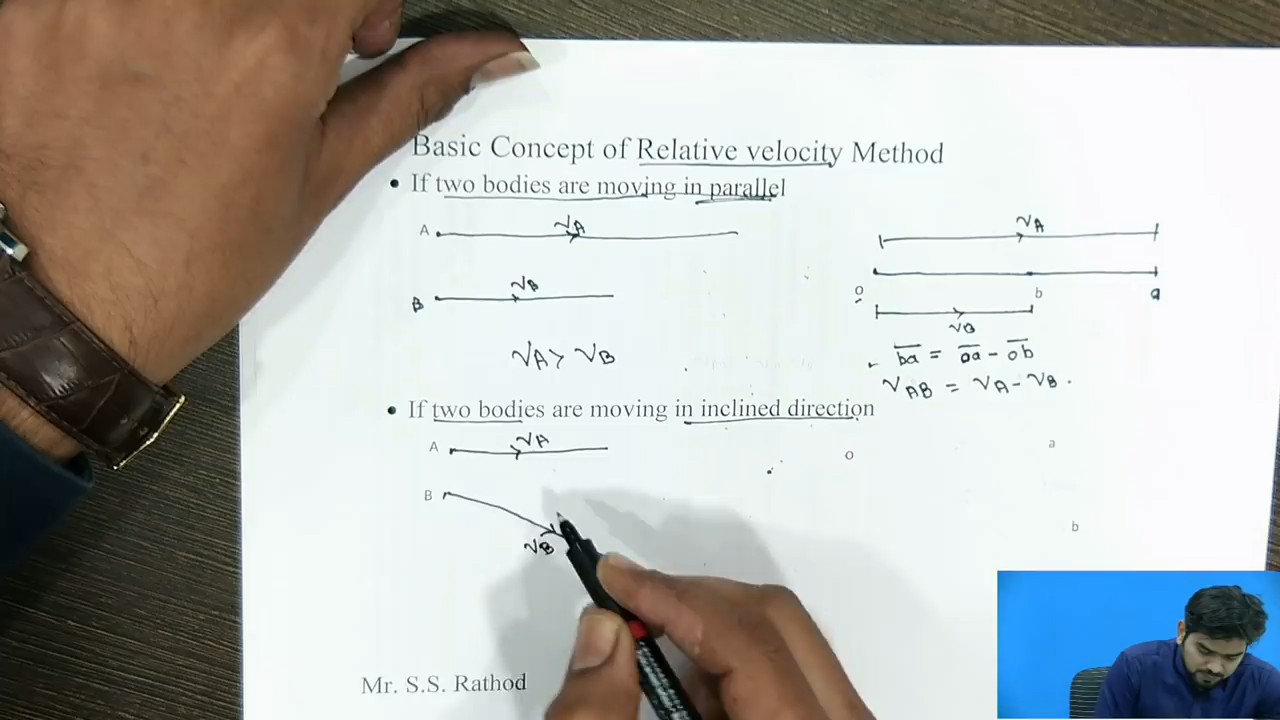 Basic Concept of Relative velocity Method
• If two bodies are moving in parallel
A VA
B VB
VA > VB
VA
o b a
VB
ba = oa - ob
VAB = VA - VB.
• If two bodies are moving in inclined direction
A VA
B
VB
o a
b
Mr. S.S. Rathod